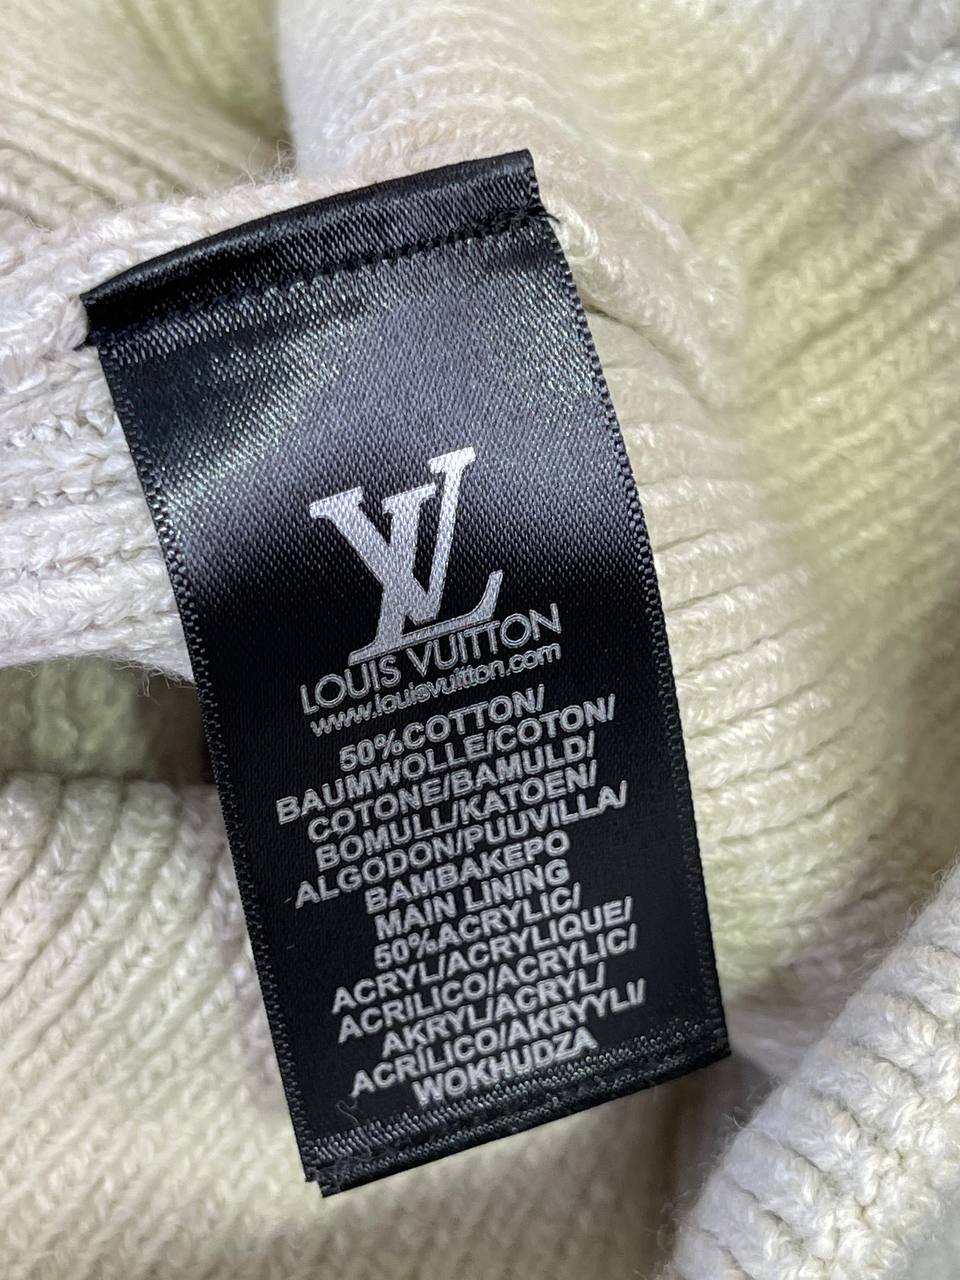 LV
LOUIS VUITTON
www.louisvuitton.com
50%COTTON/
BAUMWOLLE/COTON/
COTONE/BAMULD/
BOMULL/KATOEN/
ALGODON/PUUVILLA/
BAMBAKEPO
MAIN LINING
50%ACRYLIC/
ACRYL/ACRYLIQUE/
ACRILICO/ACRYLIC/
AKRYL/ACRYL/
ACRÍLICO/AKRYYLI/
WOKHUDZA